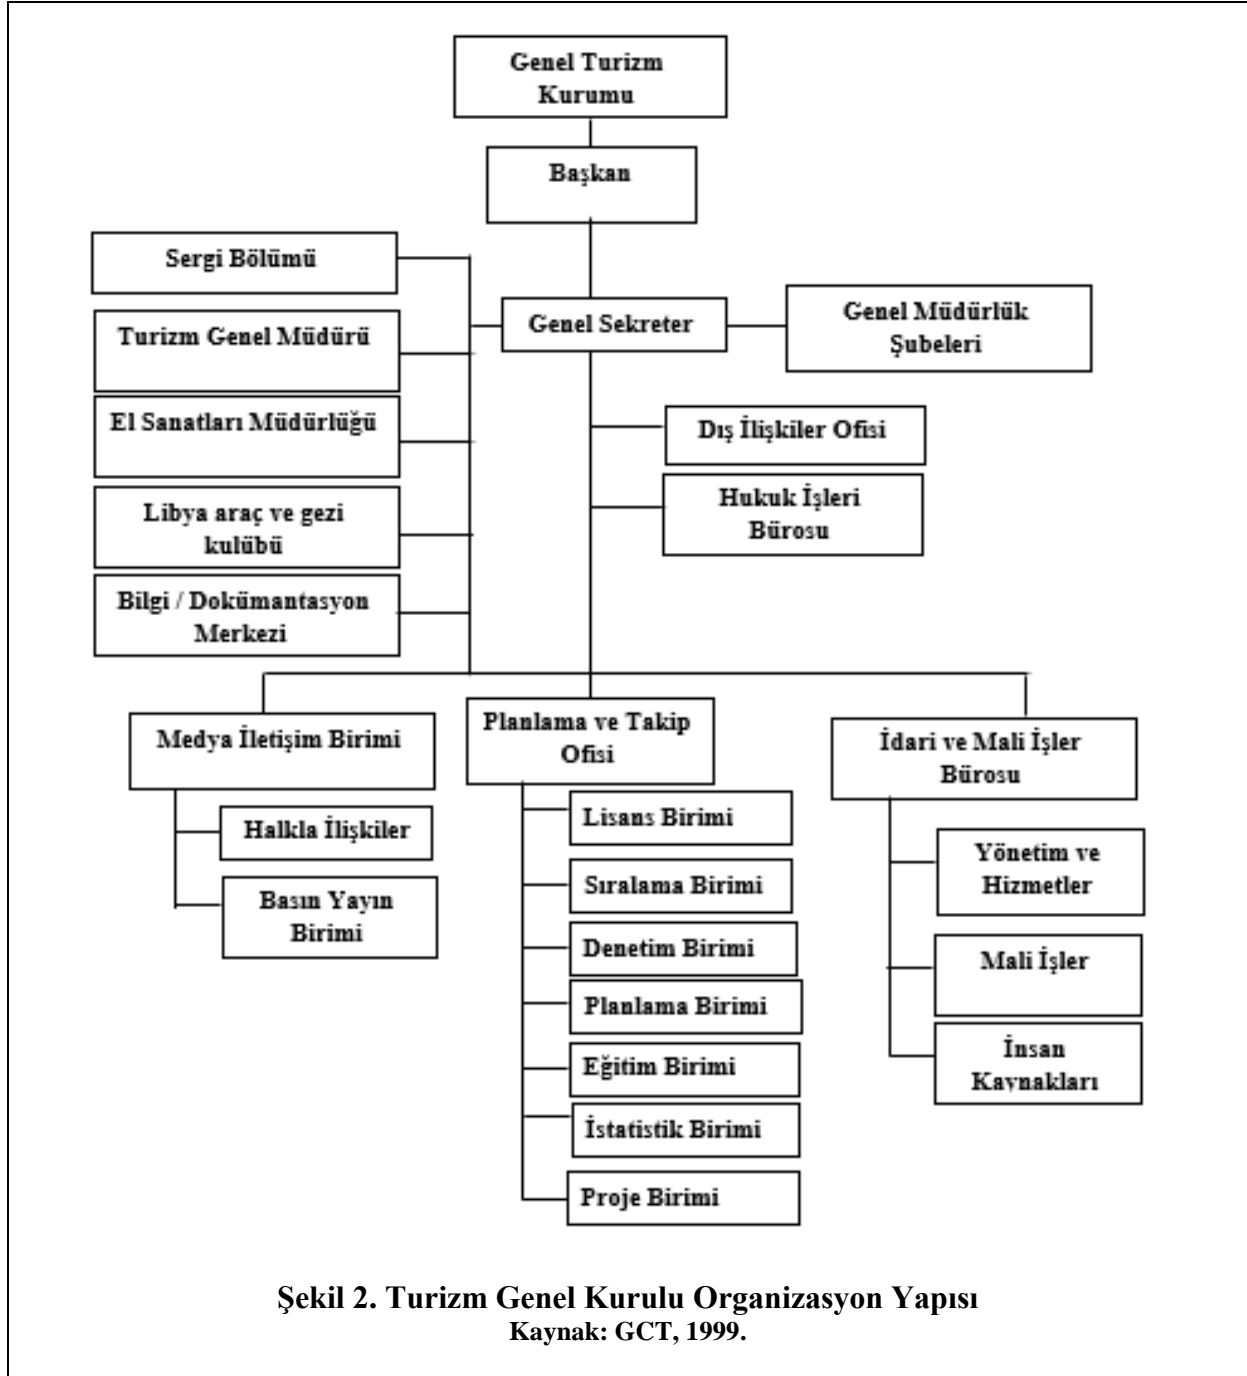 Genel Turizm
Kurumu
Başkan
Sergi Bölümü
Genel Sekreter
Genel Müdürlük
Şubeleri
Turizm Genel Müdürü
El Sanatları Müdürlüğü
Dış İlişkiler Ofisi
Hukuk İşleri
Bürosu
Libya araç ve gezi
kulübü
Bilgi / Dokümantasyon
Merkezi
Medya İletişim Birimi
Halkla İlişkiler
Basın Yayın
Birimi
Planlama ve Takip
Ofisi
Lisans Birimi
Sıralama Birimi
Denetim Birimi
Planlama Birimi
Eğitim Birimi
İstatistik Birimi
Proje Birimi
İdari ve Mali İşler
Bürosu
Yönetim ve
Hizmetler
Mali İşler
İnsan
Kaynakları
Şekil 2. Turizm Genel Kurulu Organizasyon Yapısı
Kaynak: GCT, 1999.